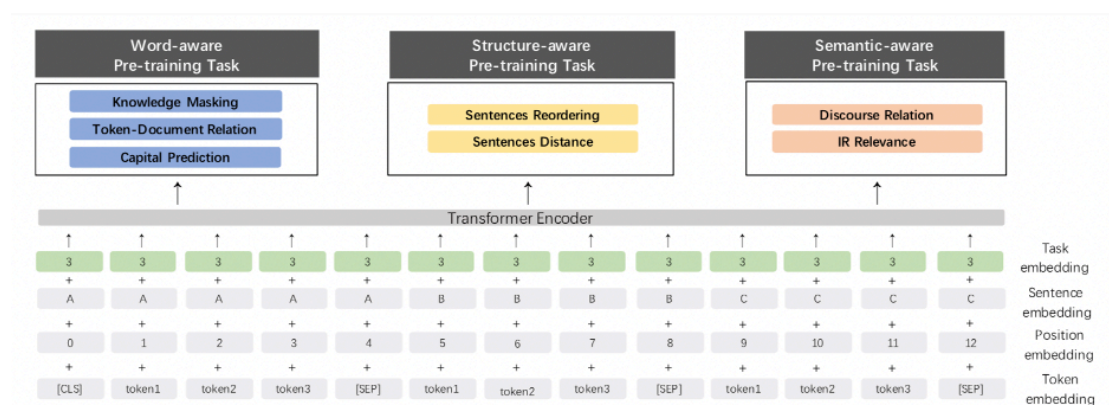 Word-aware
Pre-training Task
Structure-aware
Pre-training Task
Semantic-aware
Pre-training Task
Knowledge Masking
Token-Document Relation
Capital Prediction
Sentences Reordering
Sentences Distance
Discourse Relation
IR Relevance
Transformer Encoder
3 3 3 3 3 3 3 3 3 3 3 3 3
Task
embedding
+ + + + + + + + + + + + +
A A A A A B B B B C C C C
Sentence
embedding
+ + + + + + + + + + + + +
0 1 2 3 4 5 6 7 8 9 10 11 12
Position
embedding
+ + + + + + + + + + + + +
[CLS] token1 token2 token3 [SEP] token1 token2 token3 [SEP] token1 token2 token3 [SEP]
Token
embedding